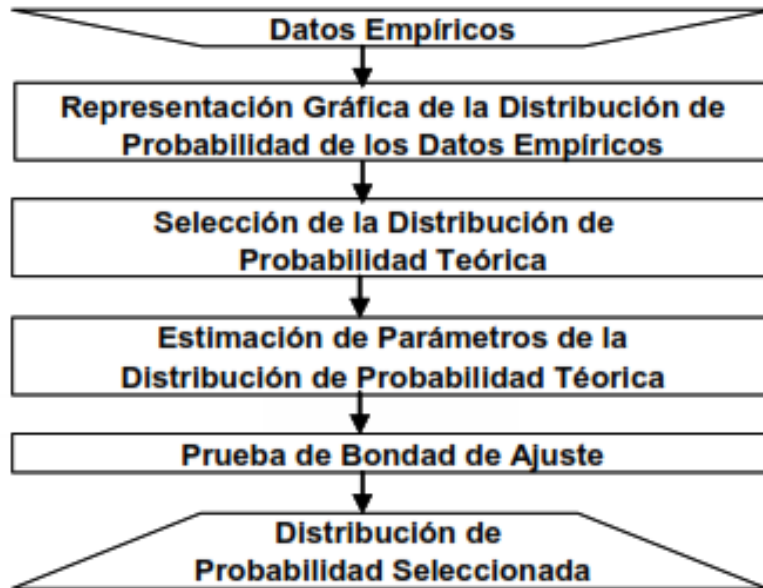 Datos Empíricos
Representación Gráfica de la Distribución de
Probabilidad de los Datos Empíricos
Selección de la Distribución de
Probabilidad Teórica
Estimación de Parámetros de la
Distribución de Probabilidad Téorica
Prueba de Bondad de Ajuste
Distribución de
Probabilidad Seleccionada